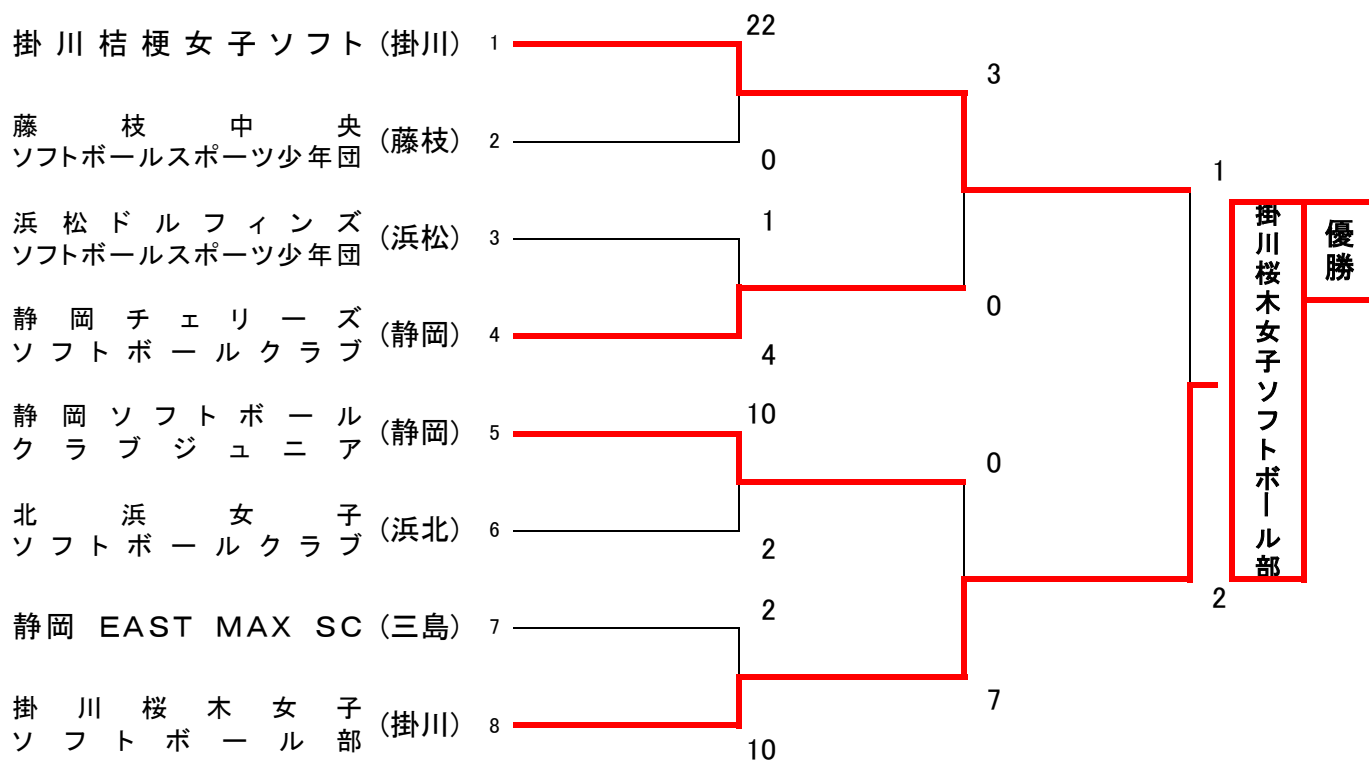 掛川桔梗女子ソフト (掛川) 1
藤枝中央
ソフトボールスポーツ少年団 (藤枝) 2
浜松ドルフィンズ
ソフトボールスポーツ少年団 (浜松) 3
静岡チェリーズ
ソフトボールクラブ (静岡) 4
静岡ソフトボール
クラブジュニア (静岡) 5
北浜女子
ソフトボールクラブ (浜北) 6
静岡 EAST MAX SC (三島) 7
掛川桜木女子
ソフトボール部 (掛川) 8
22
0
1
4
10
2
2
10
3
0
0
7
1
2
掛川桜木女子ソフトボール部
優勝